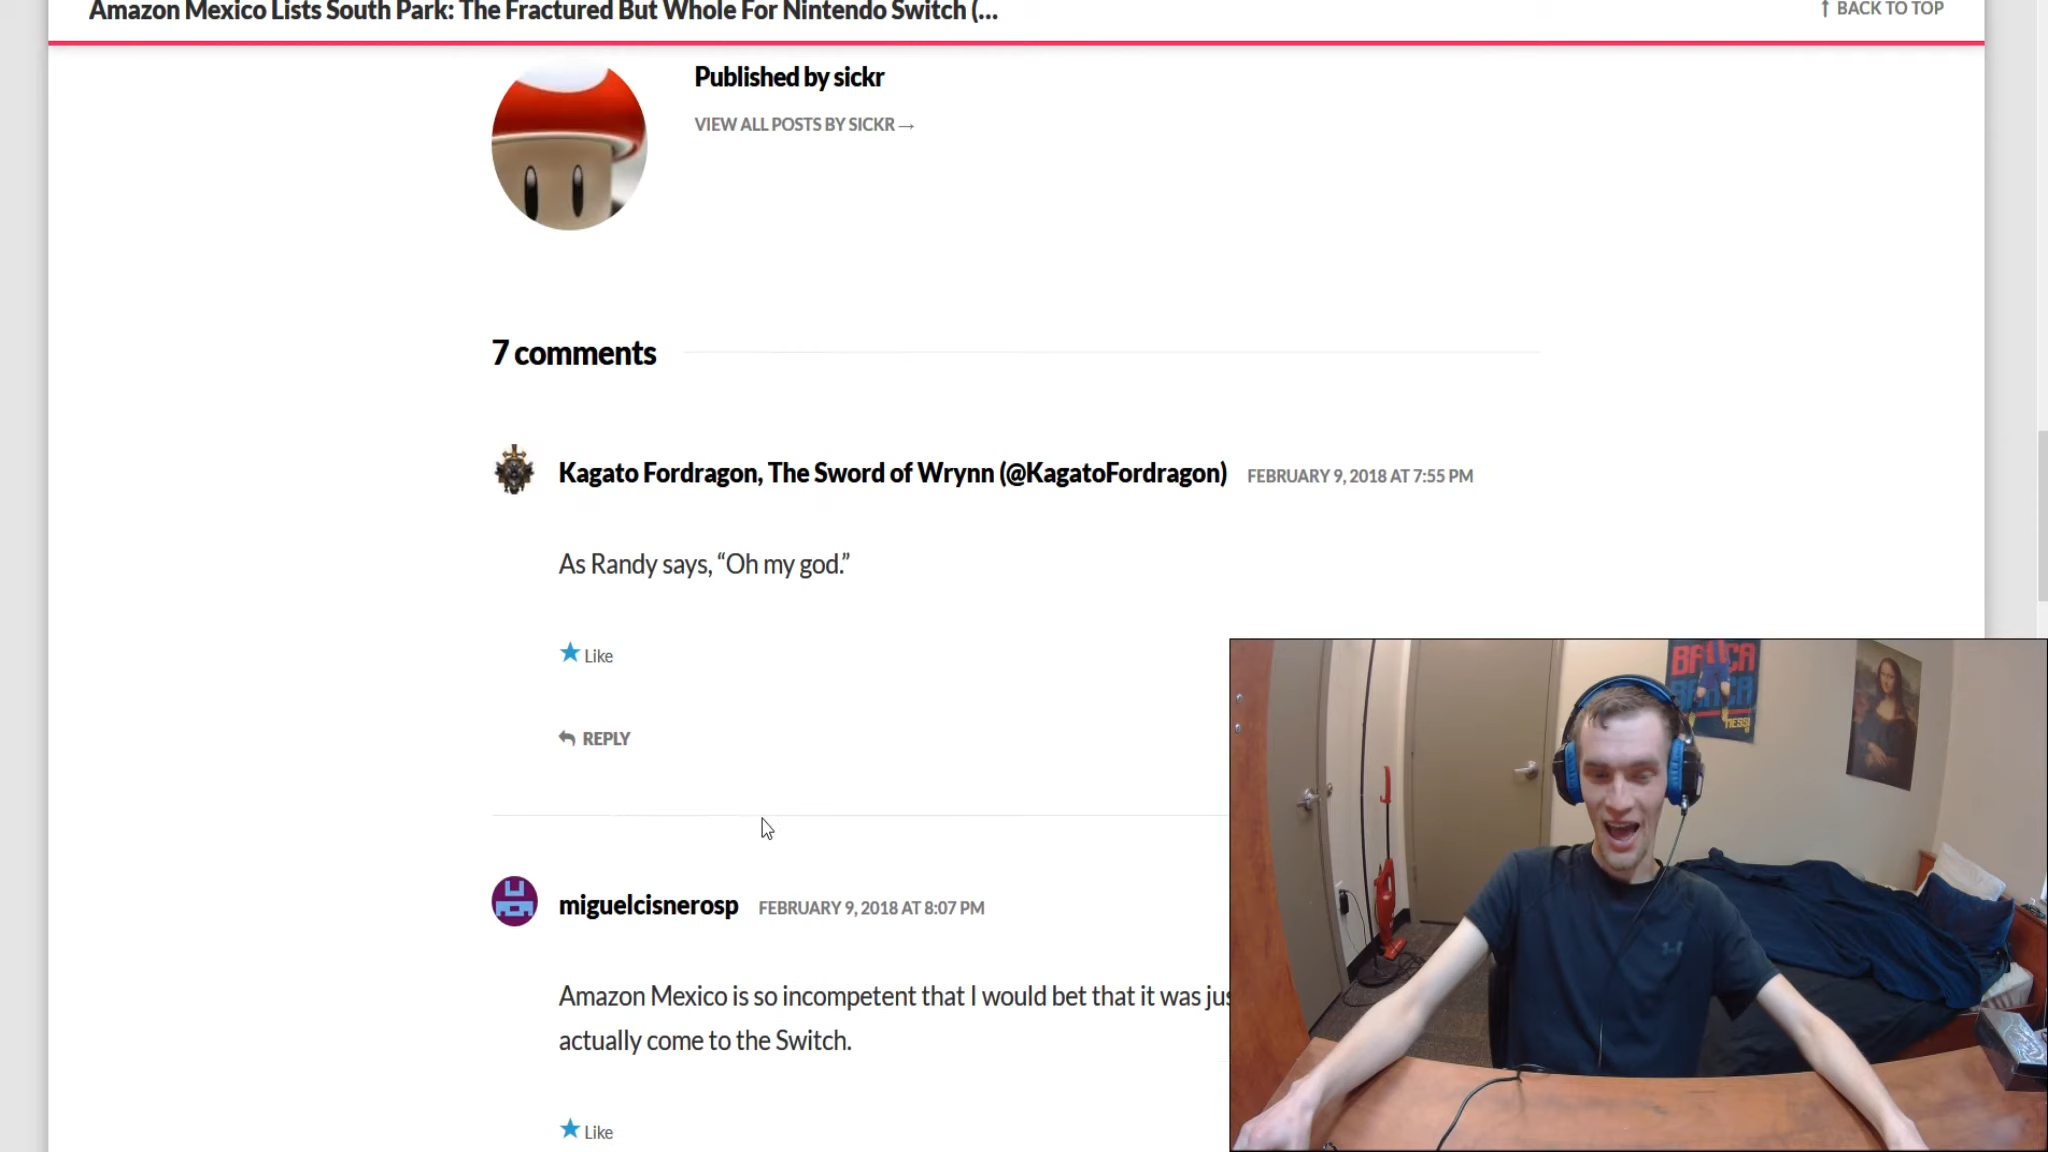 Amazon Mexico Lists South Park: The Fractured But Whole For Nintendo Switch (...
↑ BACK TO TOP
Published by sickr
VIEW ALL POSTS BY SICKR →
7 comments
Kagato Fordragon, The Sword of Wrynn (@KagatoFordragon) FEBRUARY 9, 2018 AT 7:55 PM
As Randy says, “Oh my god.”
Like
REPLY
miguelcisnerosp FEBRUARY 9, 2018 AT 8:07 PM
Amazon Mexico is so incompetent that I would bet that it was
actually come to the Switch.
Like
BARCA
MESSI